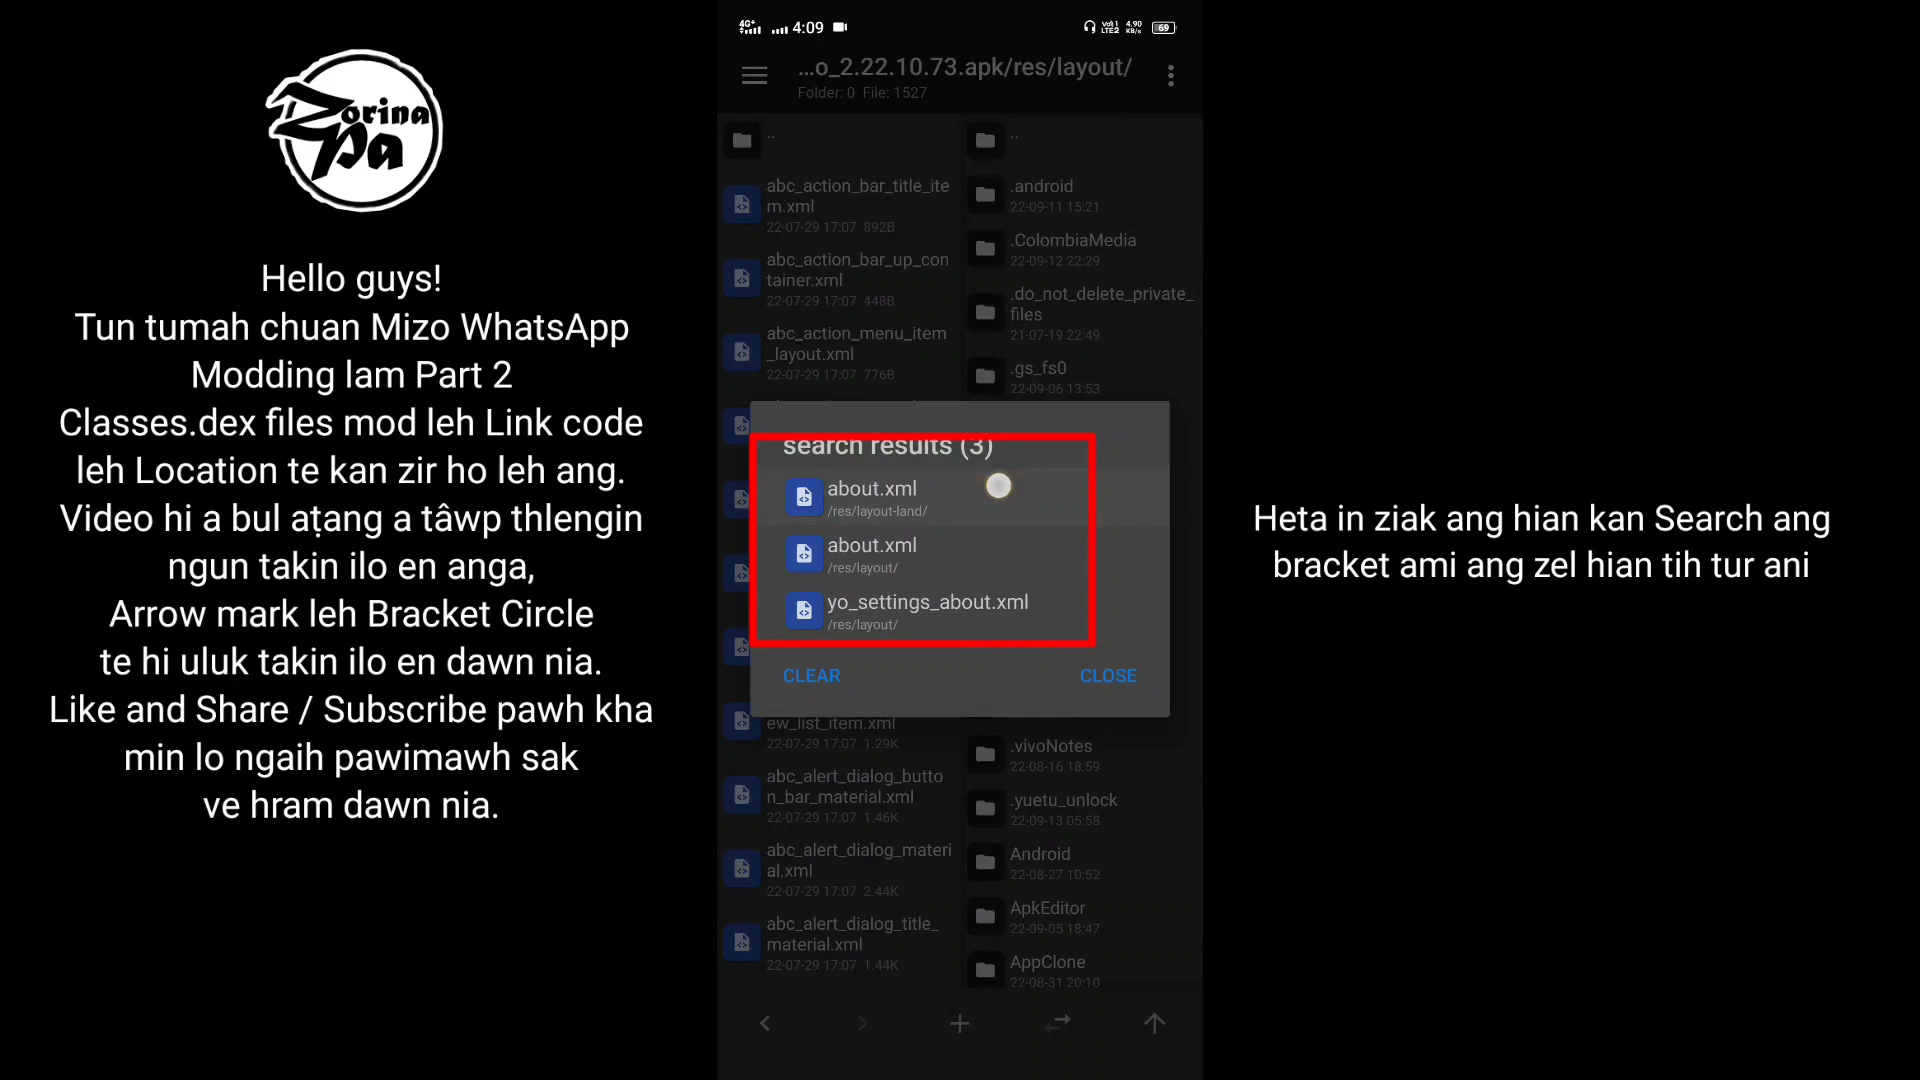 Zorina
Pa
Hello guys!
Tun tumah chuan Mizo WhatsApp
Modding lam Part 2
Classes.dex files mod leh Link code
leh Location te kan zir ho leh ang.
Video hi a bul aṭang a tâwp thlengin
ngun takin ilo en anga,
Arrow mark leh Bracket Circle
te hi uluk takin ilo en dawn nia.
Like and Share / Subscribe pawh kha
min lo ngaih pawimawh sak
ve hram dawn nia.
4G+ 4:09 Vo1 LTE2 4.90 KB/s 69
...o_2.22.10.73.apk/res/layout/
Folder: 0 File: 1527
..
abc_action_bar_title_ite
m.xml
22-07-29 17:07 892B
abc_action_bar_up_con
tainer.xml
22-07-29 17:07 448B
abc_action_menu_item
_layout.xml
22-07-29 17:07 776B
..
.android
22-09-11 15:21
.ColombiaMedia
22-09-12 22:29
.do_not_delete_private_
files
21-07-19 22:49
.gs_fs0
22-09-06 13:53
search results (3)
about.xml
/res/layout-land/
about.xml
/res/layout/
yo_settings_about.xml
/res/layout/
CLEAR
CLOSE
ew_list_item.xml
22-07-29 17:07 1.29K
abc_alert_dialog_butto
n_bar_material.xml
22-07-29 17:07 1.46K
abc_alert_dialog_materi
al.xml
22-07-29 17:07 2.44K
abc_alert_dialog_title_
material.xml
22-07-29 17:07 1.44K
.vivoNotes
22-08-16 18:59
.yuetu_unlock
22-09-13 05:58
Android
22-08-27 10:52
ApkEditor
22-09-05 18:47
AppClone
22-08-31 20:10
Heta in ziak ang hian kan Search ang
bracket ami ang zel hian tih tur ani